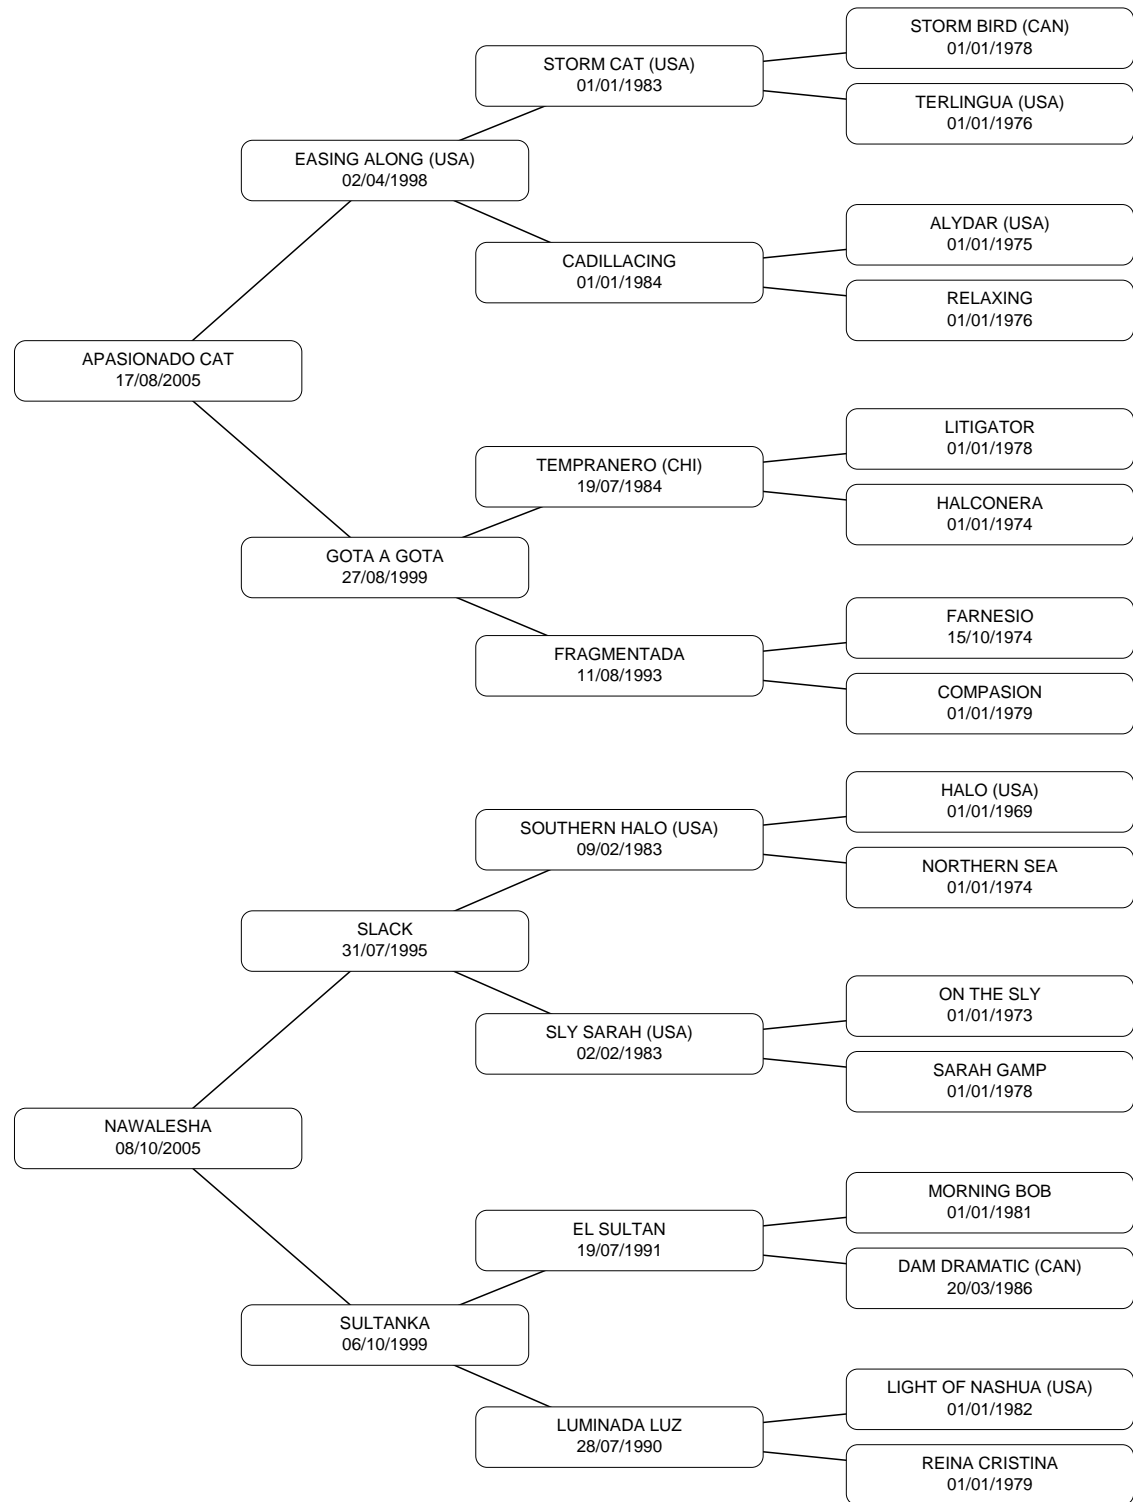 STORM BIRD (CAN)
01/01/1978
STORM CAT (USA)
01/01/1983
TERLINGUA (USA)
01/01/1976
EASING ALONG (USA)
02/04/1998
ALYDAR (USA)
01/01/1975
CADILLACING
01/01/1984
RELAXING
01/01/1976
APASIONADO CAT
17/08/2005
LITIGATOR
01/01/1978
TEMPRANERO (CHI)
19/07/1984
HALCONERA
01/01/1974
GOTA A GOTA
27/08/1999
FARNESIO
15/10/1974
FRAGMENTADA
11/08/1993
COMPASION
01/01/1979
HALO (USA)
01/01/1969
SOUTHERN HALO (USA)
09/02/1983
NORTHERN SEA
01/01/1974
SLACK
31/07/1995
ON THE SLY
01/01/1973
SLY SARAH (USA)
02/02/1983
SARAH GAMP
01/01/1978
NAWALESHA
08/10/2005
MORNING BOB
01/01/1981
EL SULTAN
19/07/1991
DAM DRAMATIC (CAN)
20/03/1986
SULTANKA
06/10/1999
LIGHT OF NASHUA (USA)
01/01/1982
LUMINADA LUZ
28/07/1990
REINA CRISTINA
01/01/1979